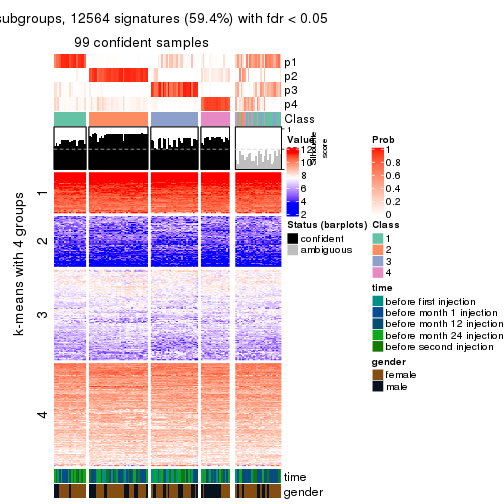 subgroups, 12564 signatures (59.4%) with fdr < 0.05
99 confident samples
p1
p2
p3
p4
Class
1
Silhouette
score
k-means with 4 groups
1
2
3
4
time
gender
Value
12
10
8
6
4
2
Status (barplots)
confident
ambiguous
Prob
1
0.8
0.6
0.4
0.2
0
Class
1
2
3
4
time
before first injection
before month 1 injection
before month 12 injection
before month 24 injection
before second injection
gender
female
male